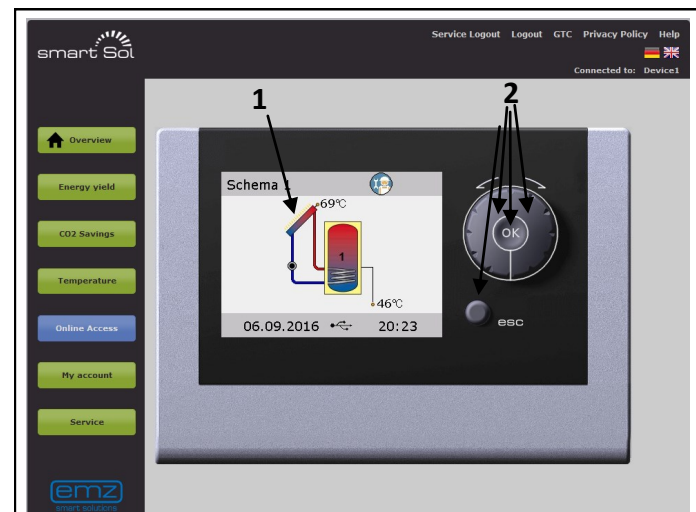 Service Logout Logout GTC Privacy Policy Help
smart Sol
Connected to: Device1
1
2
Overview
Energy yield
CO2 Savings
Temperature
Online Access
My account
Service
Schema 1
69°C
1
46°C
06.09.2016 20:23
OK
esc
emz
smart solutions